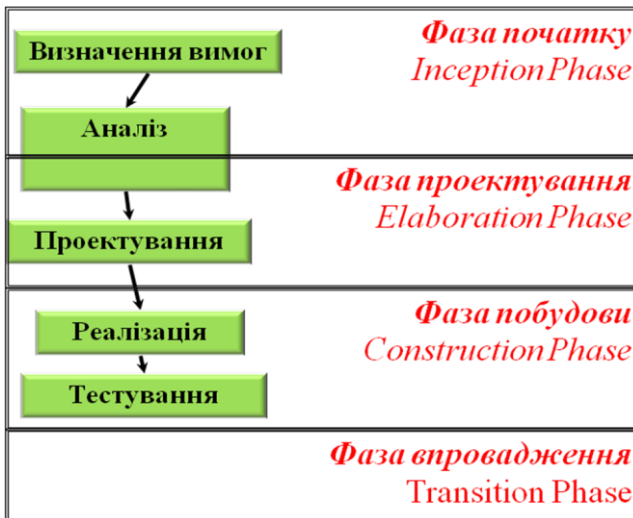 Визначення вимог
Фаза початку
Inception Phase
Аналіз
Фаза проектування
Elaboration Phase
Проектування
Фаза побудови
Construction Phase
Реалізація
Тестування
Фаза впровадження
Transition Phase